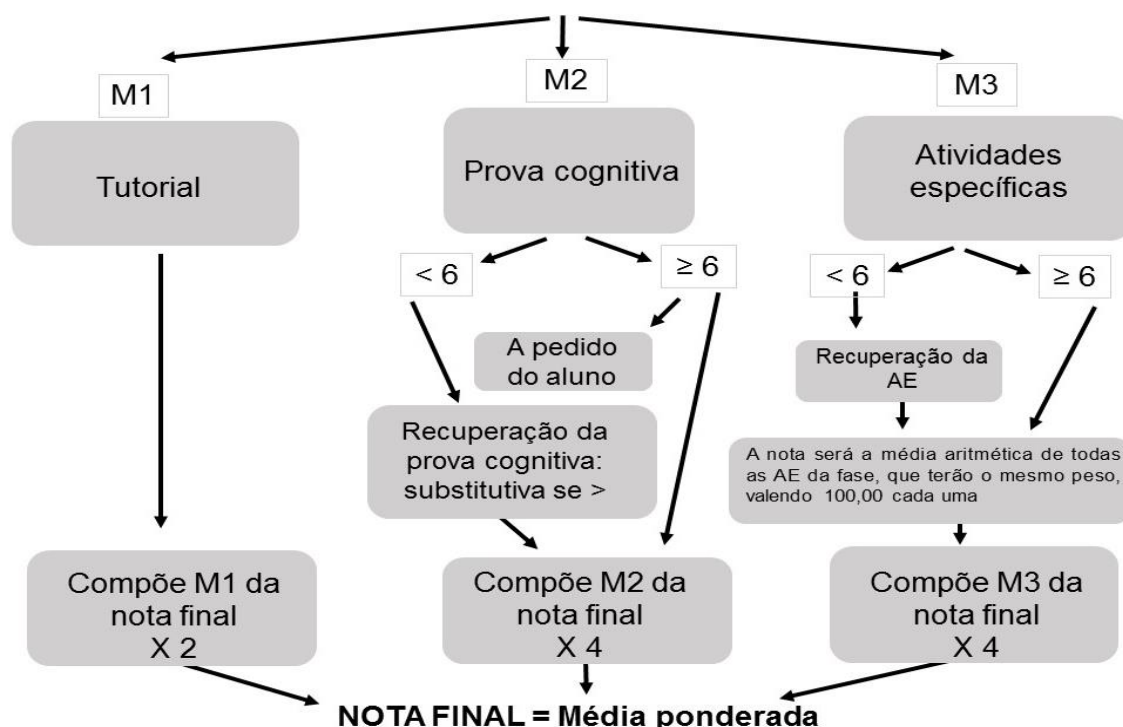 M1
M2
M3
Tutorial
Prova cognitiva
Atividades
específicas
< 6
≥ 6
< 6
≥ 6
A pedido
do aluno
Recuperação da
AE
Recuperação da
prova cognitiva:
substitutiva se >
A nota será a média aritmética de todas
as AE da fase, que terão o mesmo peso,
valendo 100,00 cada uma
Compõe M1 da
nota final
X 2
Compõe M2 da
nota final
X 4
Compõe M3 da
nota final
X 4
NOTA FINAL = Média ponderada